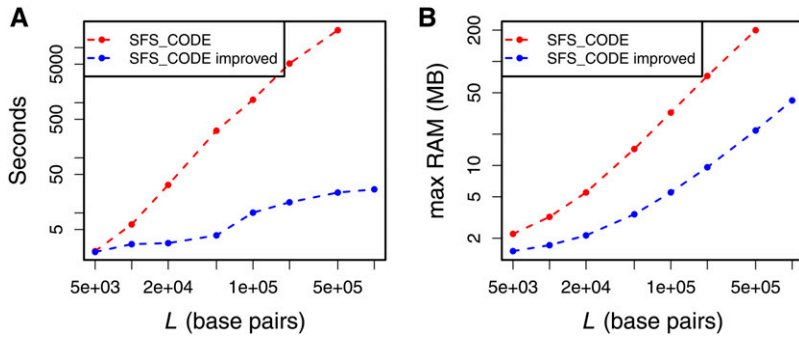 A
SFS_CODE
SFS_CODE improved
Seconds
5000
500
50
5
5e+03
2e+04
1e+05
5e+05
L (base pairs)
B
SFS_CODE
SFS_CODE improved
max RAM (MB)
200
50
20
10
5
2
5e+03
2e+04
1e+05
5e+05
L (base pairs)